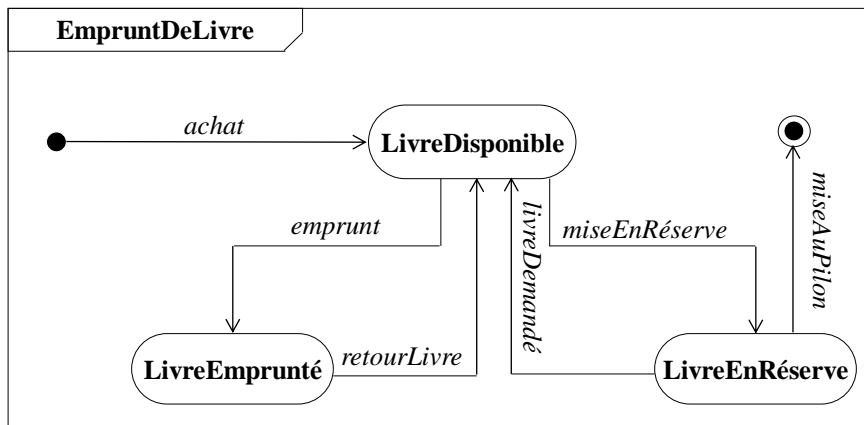 EmpruntDeLivre
achat
LivreDisponible
emprunt
livreDemandé
miseEnRéserve
miseAuPilon
LivreEmprunté
retourLivre
LivreEnRéserve